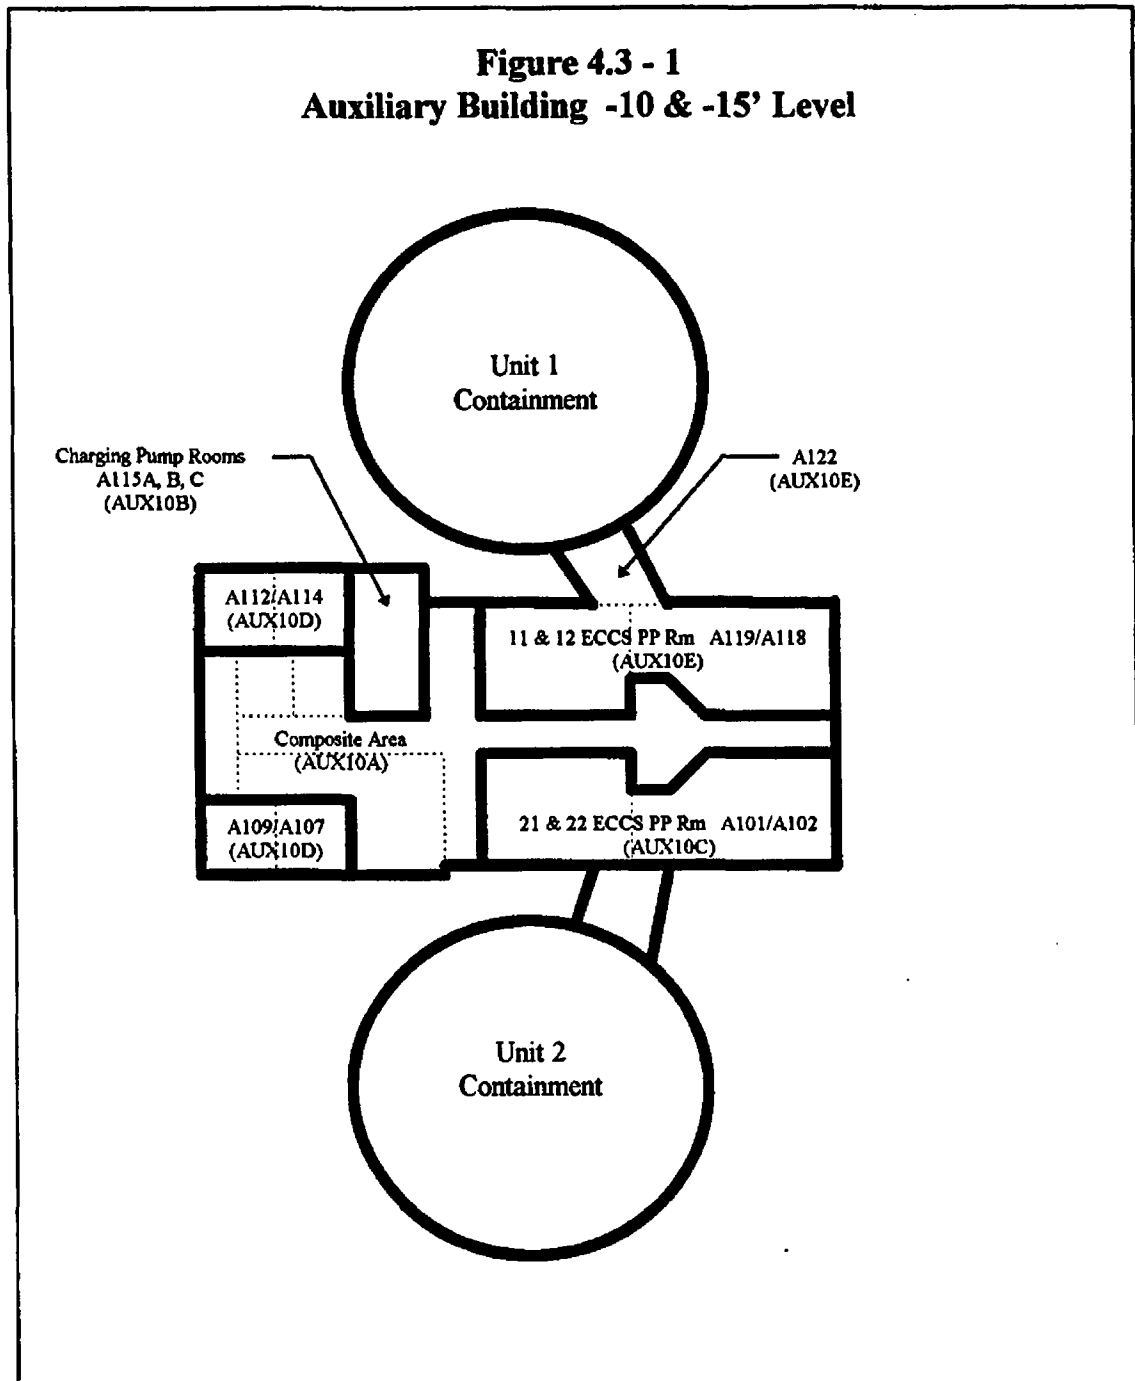 Figure 4.3 - 1
Auxiliary Building -10 & -15' Level
Unit 1
Containment
Charging Pump Rooms
A115A, B, C
(AUX10B)
A122
(AUX10E)
A112/A114
(AUX10D)
11 & 12 ECCS PP Rm A119/A118
(AUX10E)
Composite Area
(AUX10A)
A109/A107
(AUX10D)
21 & 22 ECCS PP Rm A101/A102
(AUX10C)
Unit 2
Containment